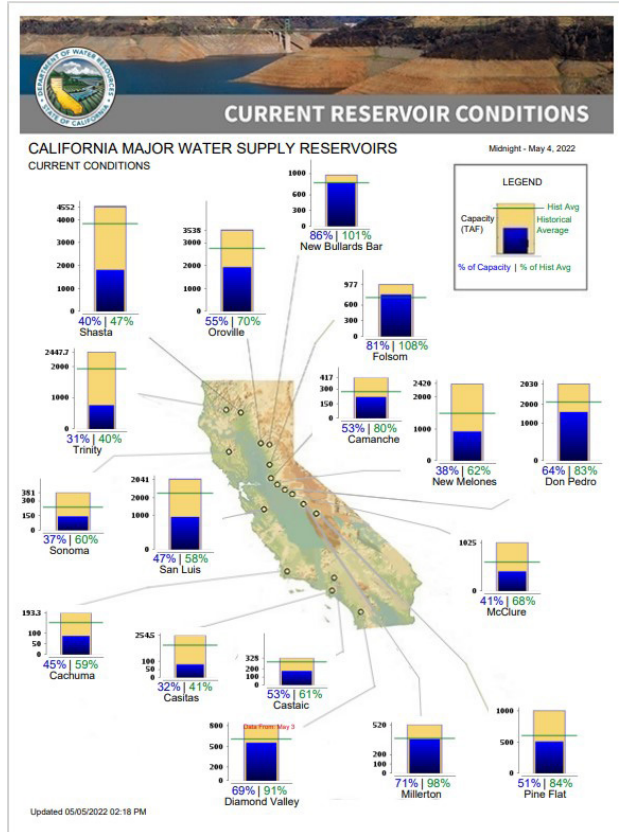 DEPARTMENT OF WATER RESOURCES
STATE OF CALIFORNIA
CURRENT RESERVOIR CONDITIONS
CALIFORNIA MAJOR WATER SUPPLY RESERVOIRS
CURRENT CONDITIONS
Midnight - May 4, 2022
LEGEND
Capacity
(TAF)
Hist Avg
Historical
Average
% of Capacity | % of Hist Avg
4552
4000
3000
2000
1000
0
40% | 47%
Shasta
3538
3000
2000
1000
0
55% | 70%
Oroville
1000
600
300
0
86% | 101%
New Bullards Bar
977
600
300
0
81% | 108%
Folsom
2447.7
2000
1000
0
31% | 40%
Trinity
417
300
150
0
53% | 80%
Camanche
2420
2000
1000
0
38% | 62%
New Melones
2030
1000
0
64% | 83%
Don Pedro
381
300
150
0
37% | 60%
Sonoma
2041
2000
1000
0
47% | 58%
San Luis
1025
500
0
41% | 68%
McClure
193.3
100
50
0
45% | 59%
Cachuma
254.5
100
50
0
32% | 41%
Casitas
325
200
100
0
53% | 61%
Castaic
Data From: May 3
800
500
0
69% | 91%
Diamond Valley
520
200
100
0
71% | 98%
Millerton
1000
500
0
51% | 84%
Pine Flat
Updated 05/05/2022 02:18 PM